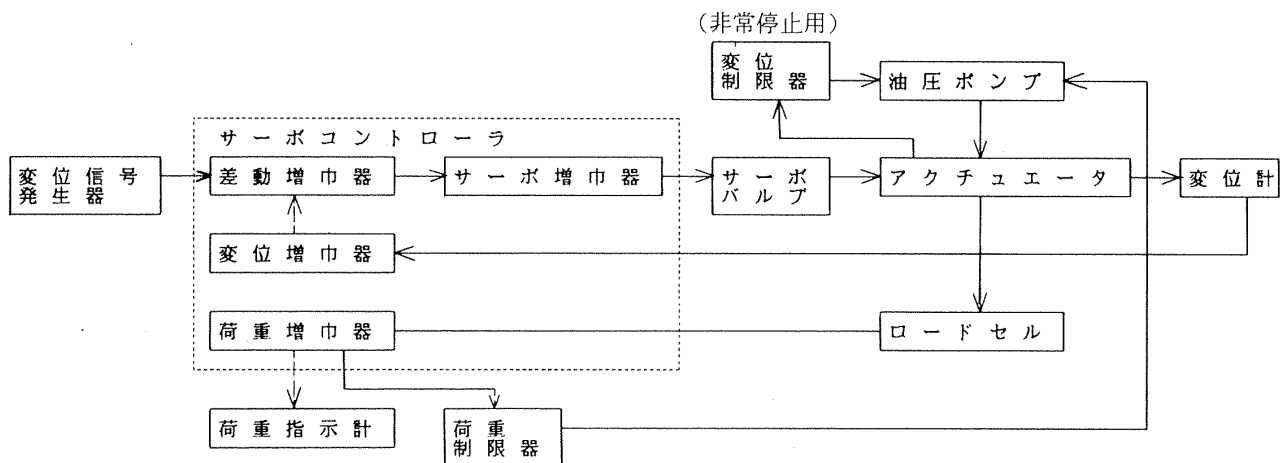 (非常停止用)
変位
制限器
油圧ポンプ
サーボコントローラ
変位信号
発生器
差動増巾器
サーボ増巾器
サーボ
バルブ
アクチュエータ
変位計
変位増巾器
荷重増巾器
ロードセル
荷重指示計
荷重
制限器